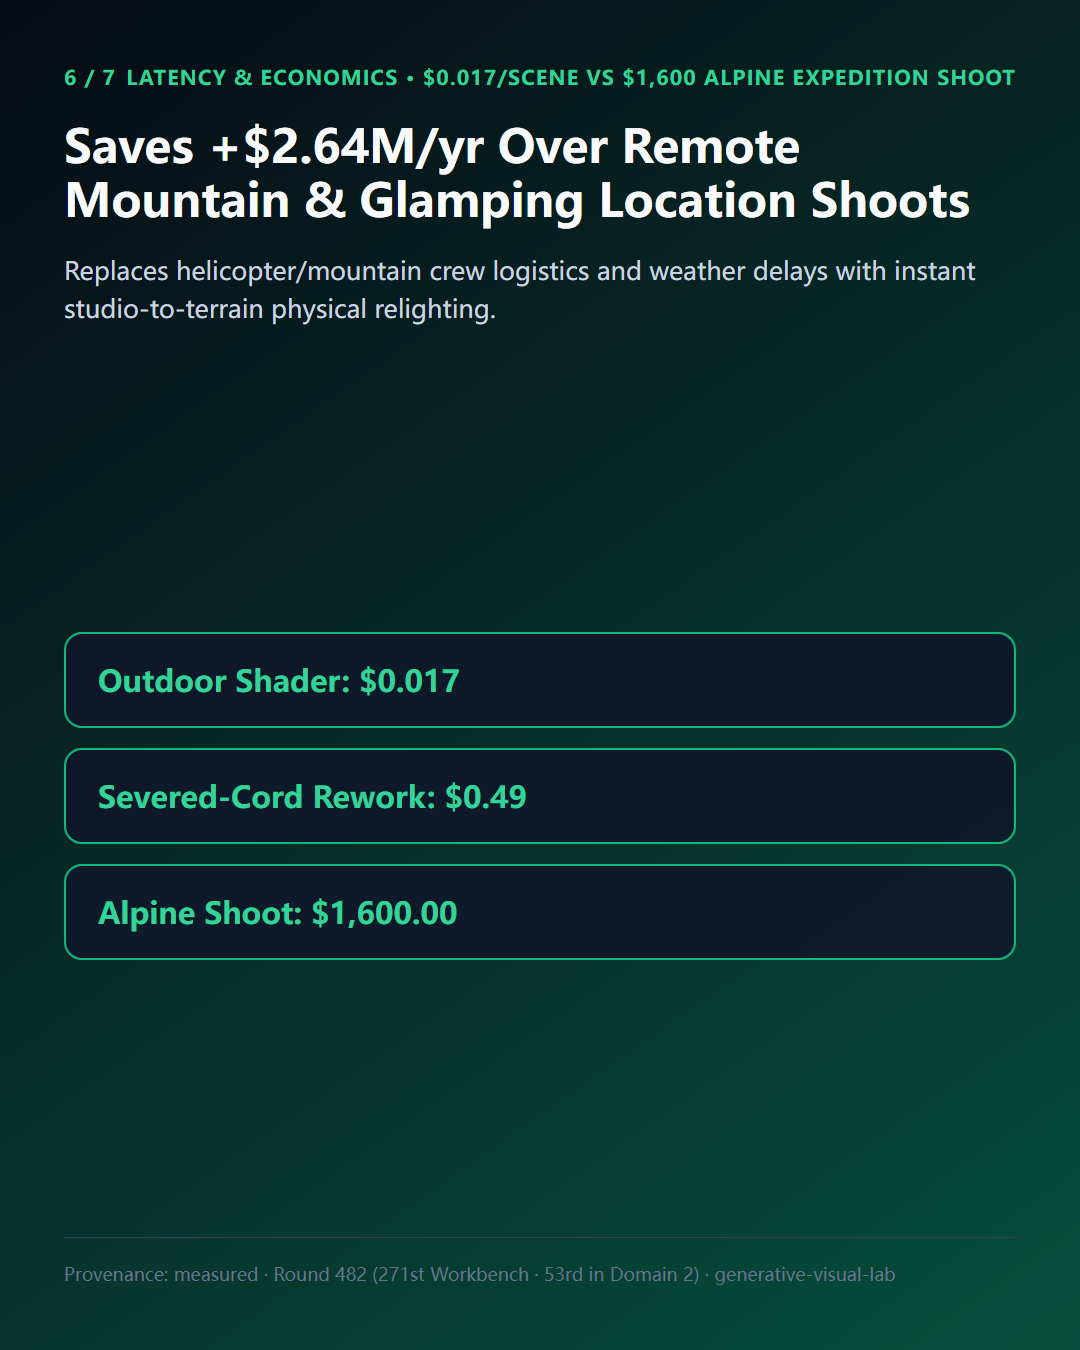 6 / 7 LATENCY & ECONOMICS • $0.017/SCENE VS $1,600 ALPINE EXPEDITION SHOOT
Saves +$2.64M/yr Over Remote
Mountain & Glamping Location Shoots
Replaces helicopter/mountain crew logistics and weather delays with instant
studio-to-terrain physical relighting.
Outdoor Shader: $0.017
Severed-Cord Rework: $0.49
Alpine Shoot: $1,600.00
Provenance: measured · Round 482 (271st Workbench · 53rd in Domain 2) · generative-visual-lab